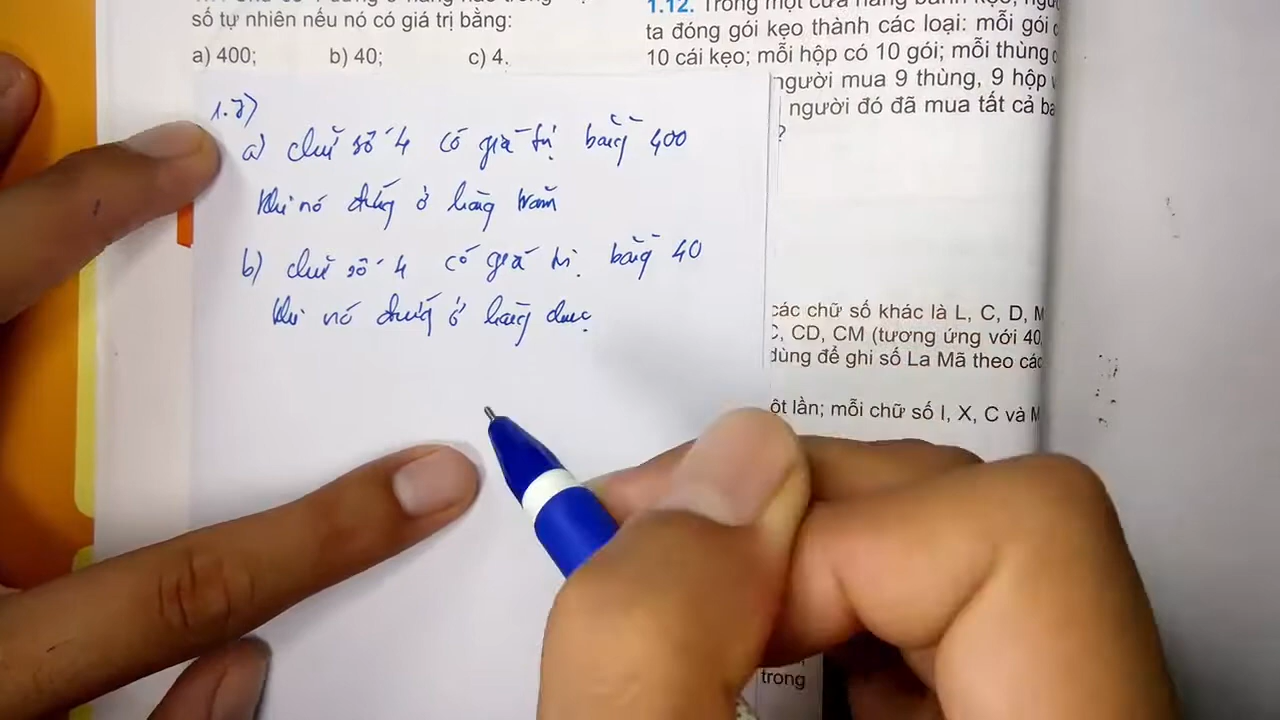 số tự nhiên nếu nó có giá trị bằng:
a) 400; b) 40; c) 4.
1.7)
a) chữ số 4 có giá trị bằng 400
khi nó đứng ở hàng trăm
b) chữ số 4 có giá trị bằng 40
khi nó đứng ở hàng chục
1.12. Trong một cửa hàng bánh kẹo,
ta đóng gói kẹo thành các loại: mỗi gói
10 cái kẹo; mỗi hộp có 10 gói; mỗi thùng
người mua 9 thùng, 9 hộp
người đó đã mua tất cả
?
các chữ số khác là L, C, D, M
C, CD, CM (tương ứng với 40
dùng để ghi số La Mã theo các
ột lần; mỗi chữ số I, X, C và M
trong